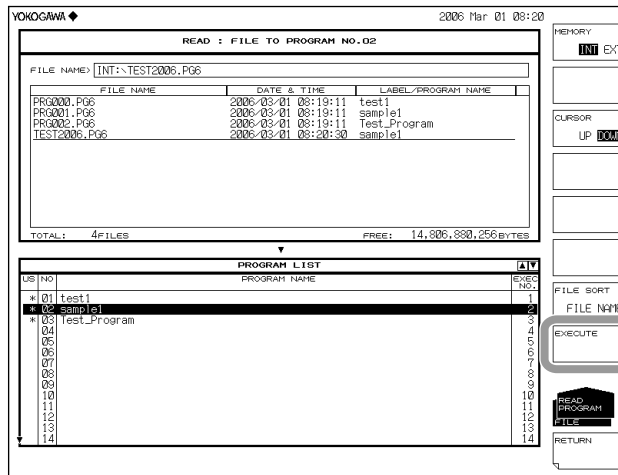 YOKOGAWA ◆
2006 Mar 01 08:20
READ : FILE TO PROGRAM NO.02
FILE NAME> INT:\TEST2006.PG6
FILE NAME DATE & TIME LABEL/PROGRAM NAME
PRG000.PG6 2006/03/01 08:19:11 test1
PRG001.PG6 2006/03/01 08:19:11 sample1
PRG002.PG6 2006/03/01 08:19:11 Test_Program
TEST2006.PG6 2006/03/01 08:20:30 sample1
TOTAL: 4FILES FREE: 14,806,880,256BYTES
▼
PROGRAM LIST ▲▼
US NO PROGRAM NAME EXEC NO.
* 01 test1 1
* 02 sample1 2
* 03 Test_Program 3
04 4
05 5
06 6
07 7
08 8
09 9
10 10
11 11
12 12
13 13
14 14
MEMORY
INT EXT
CURSOR
UP DOWN
FILE SORT
FILE NAME
EXECUTE
READ
PROGRAM
FILE
RETURN